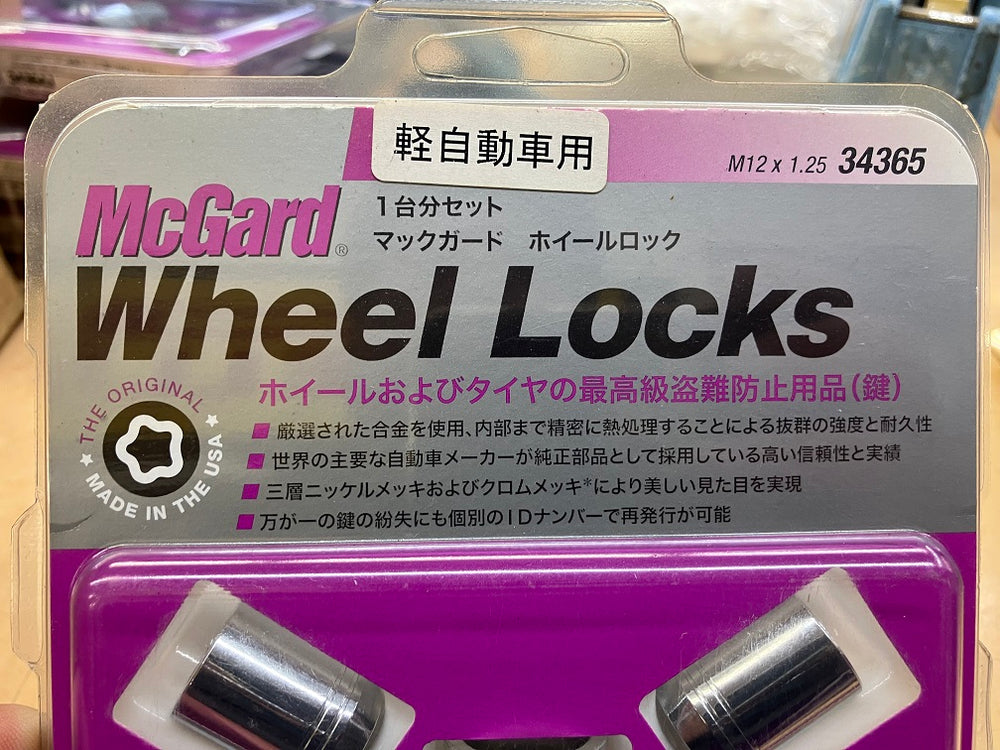 軽自動車用
M12 x 1.25 34365
McGard®
1台分セット
マックガード ホイールロック
Wheel Locks
ホイールおよびタイヤの最高級盗難防止用品(鍵)
厳選された合金を使用、内部まで精密に熱処理することによる抜群の強度と耐久性
世界の主要な自動車メーカーが純正部品として採用している高い信頼性と実績
三層ニッケルメッキおよびクロムメッキ*により美しい見た目を実現
万が一の鍵の紛失にも個別のIDナンバーで再発行が可能
THE ORIGINAL
★ MADE IN THE USA ★